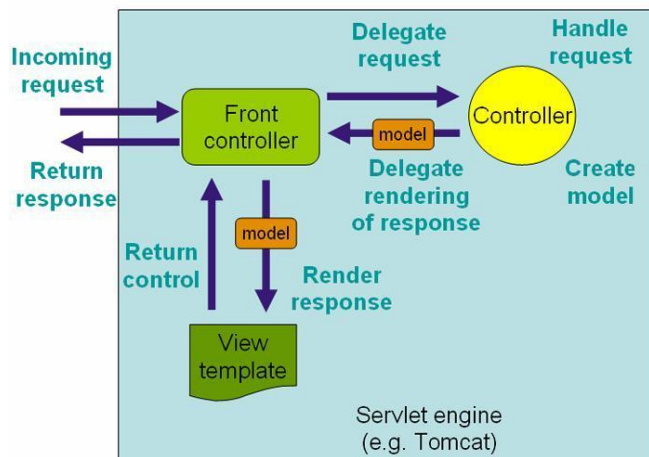 Incoming
request
Return
response
Front
controller
Delegate
request
Handle
request
Controller
model
Delegate
rendering
of response
Create
model
Return
control
model
Render
response
View
template
Servlet engine
(e.g. Tomcat)